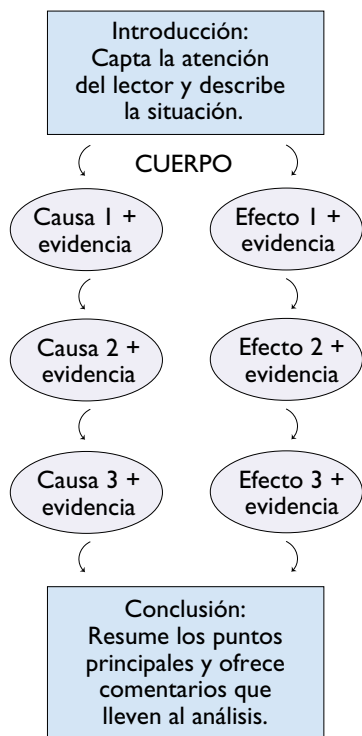 Introducción:
Capta la atención
del lector y describe
la situación.
CUERPO
Causa 1 +
evidencia
Efecto 1 +
evidencia
Causa 2 +
evidencia
Efecto 2 +
evidencia
Causa 3 +
evidencia
Efecto 3 +
evidencia
Conclusión:
Resume los puntos
principales y ofrece
comentarios que
lleven al análisis.